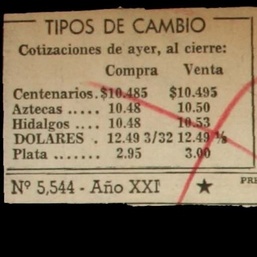 TIPOS DE CAMBIO
Cotizaciones de ayer, al cierre:
Compra Venta
Centenarios. $10.485 $10.495
Aztecas .... 10.48 10.50
Hidalgos .... 10.48 10.53
DOLARES . 12.49 3/32 12.49 ⅛
Plata ....... 2.95 3.00
Nº 5,544 - Año XXI ★